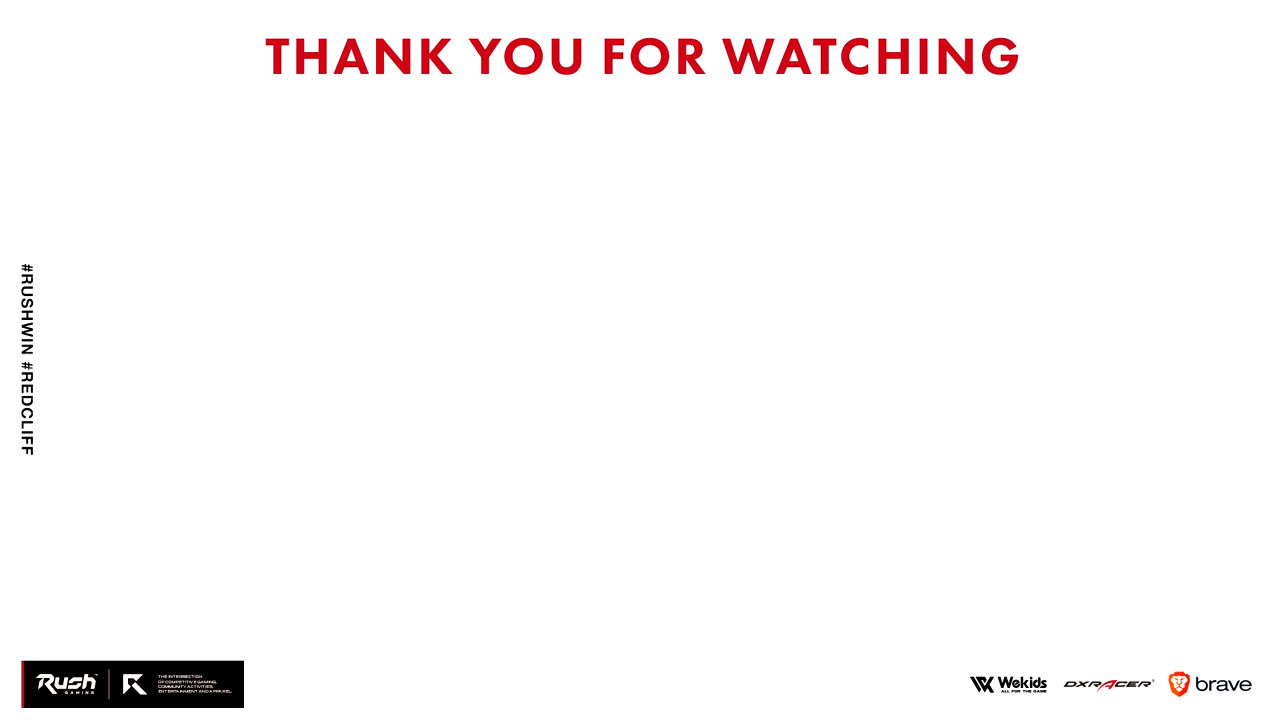 THANK YOU FOR WATCHING
#RUSHWIN #REDCLIFF
Rush
GAMING
THE INTERSECTION
OF COMPETITIVE GAMING,
COMMUNITY ACTIVITIES,
ENTERTAINMENT AND APPAREL.
Wekids
ALL FOR THE GAME
DXRACER
brave